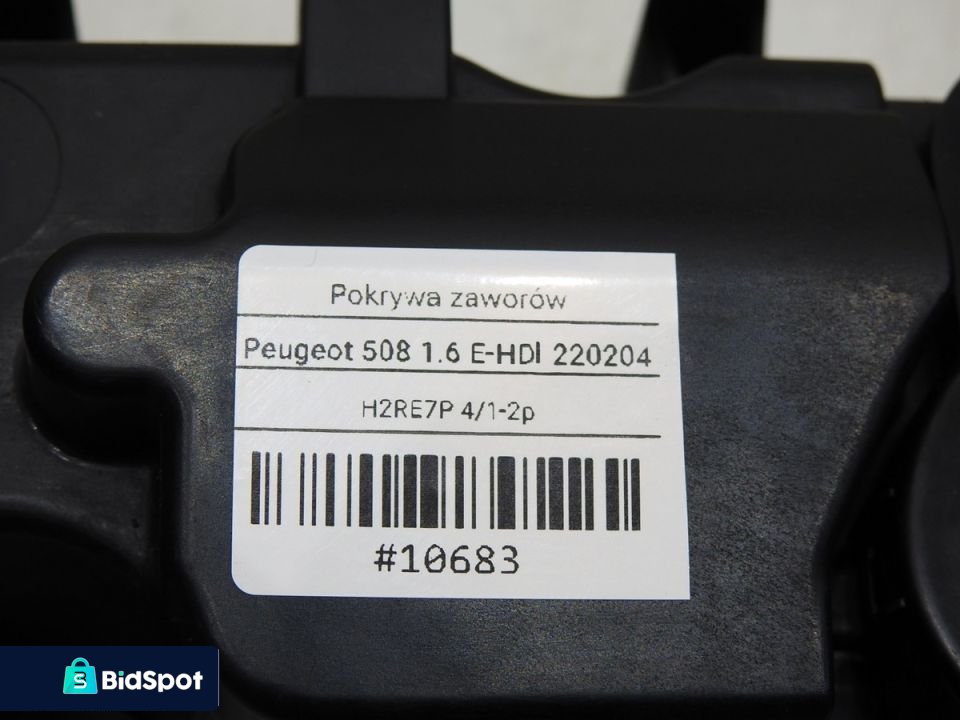 Pokrywa zaworów
Peugeot 508 1.6 E-HDI 220204
H2RE7P 4/1-2p
#10683
BidSpot